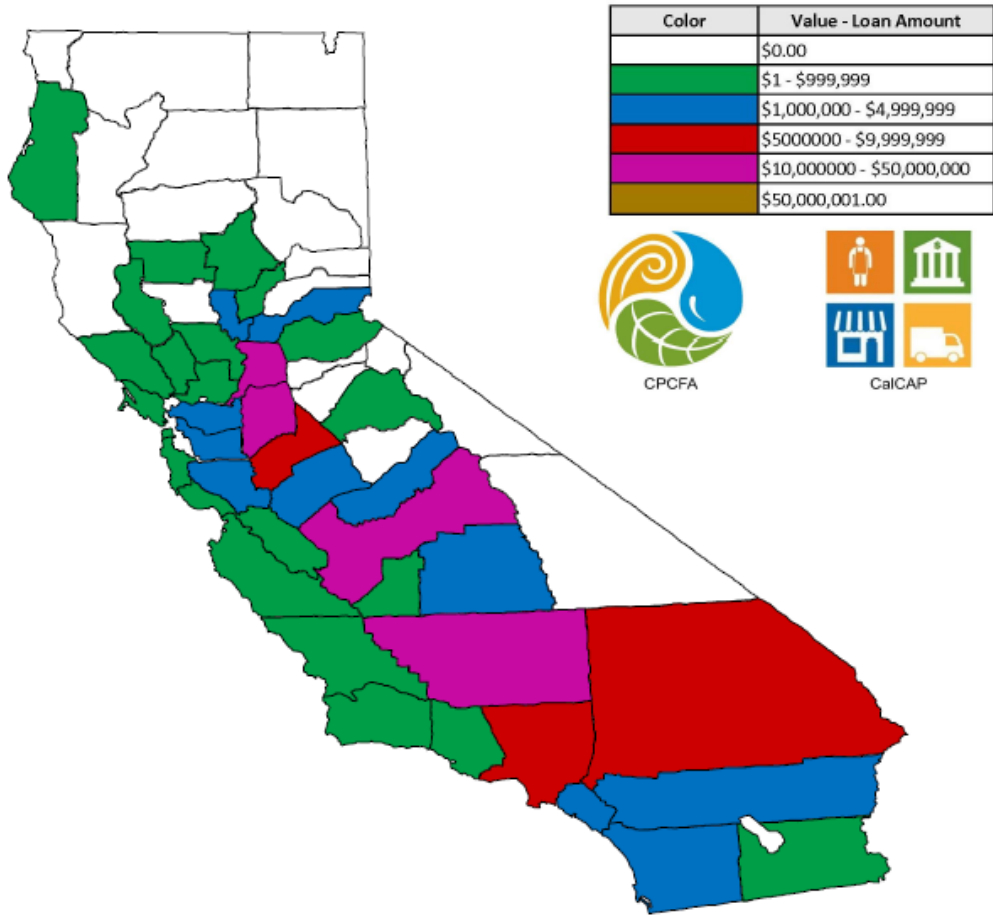 Color Value - Loan Amount
$0.00
$1 - $999,999
$1,000,000 - $4,999,999
$5000000 - $9,999,999
$10,000000 - $50,000,000
$50,000,001.00
CPCFA CalCAP